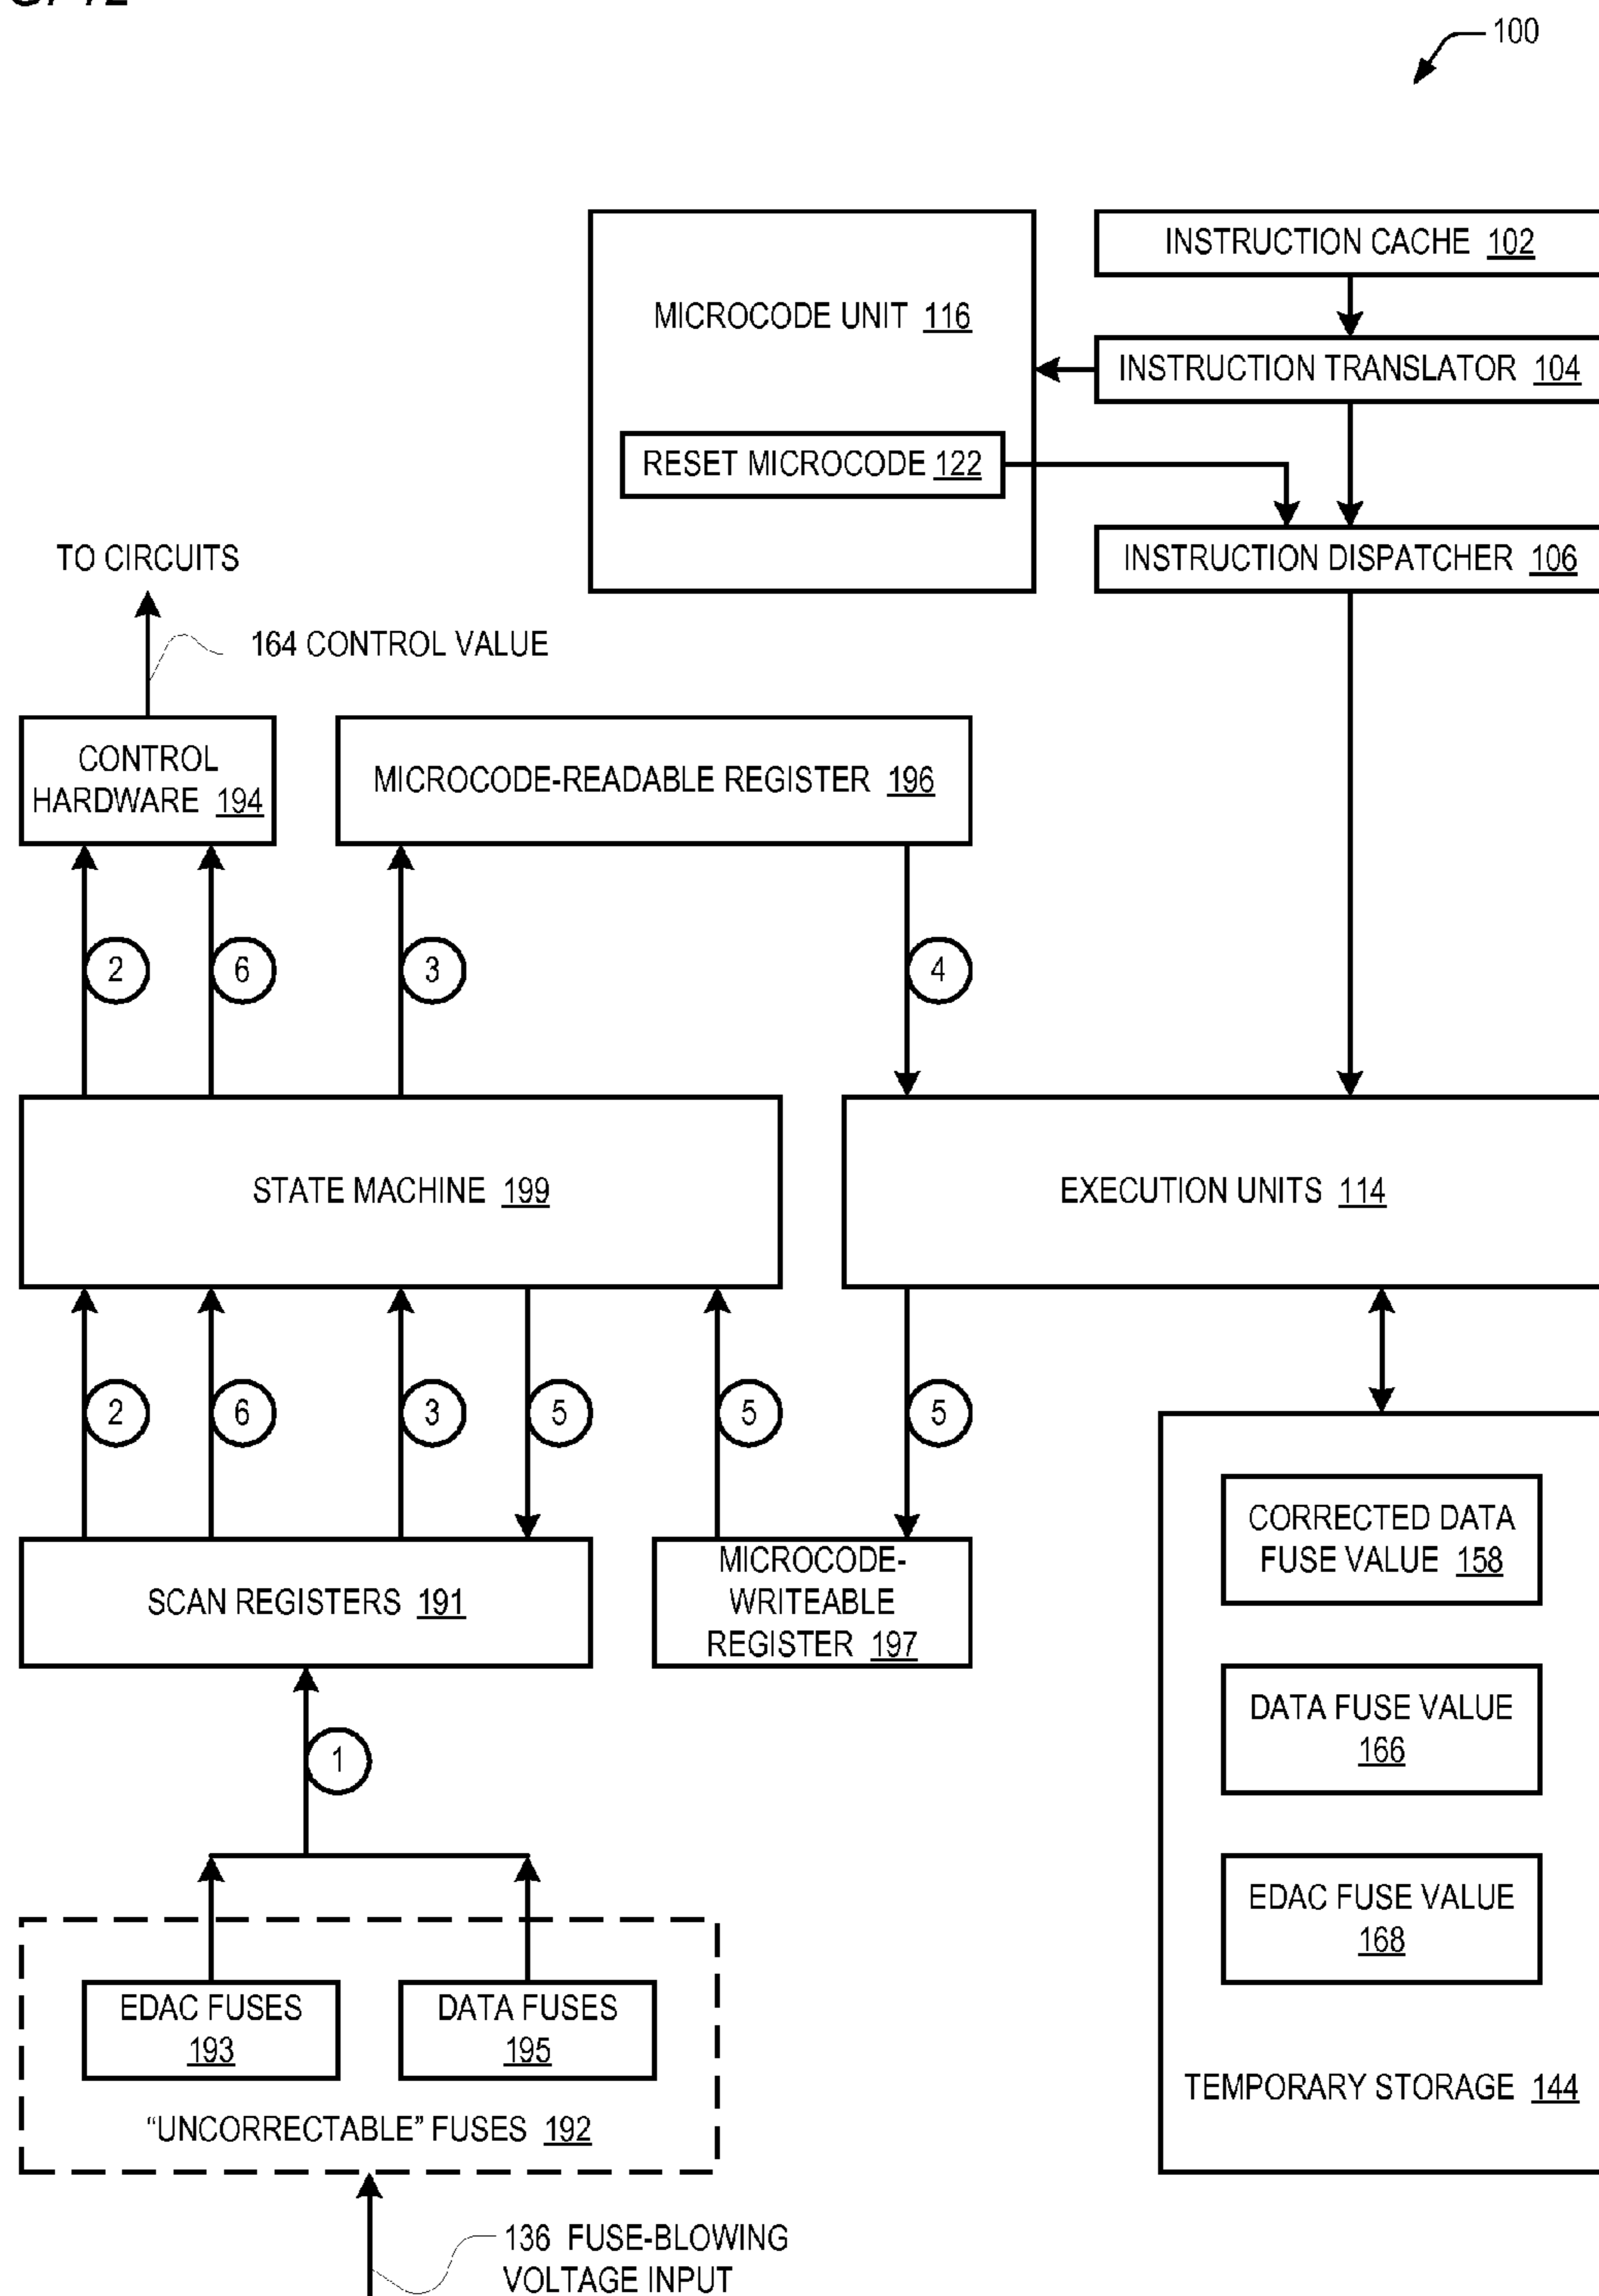 100
INSTRUCTION CACHE 102
MICROCODE UNIT 116
INSTRUCTION TRANSLATOR 104
RESET MICROCODE 122
INSTRUCTION DISPATCHER 106
TO CIRCUITS
164 CONTROL VALUE
CONTROL
HARDWARE 194
MICROCODE-READABLE REGISTER 196
2
6
3
4
STATE MACHINE 199
EXECUTION UNITS 114
2
6
3
5
5
5
SCAN REGISTERS 191
MICROCODE-
WRITEABLE
REGISTER 197
CORRECTED DATA
FUSE VALUE 158
DATA FUSE VALUE
166
1
EDAC FUSE VALUE
168
EDAC FUSES
193
DATA FUSES
195
"UNCORRECTABLE" FUSES 192
TEMPORARY STORAGE 144
136 FUSE-BLOWING
VOLTAGE INPUT